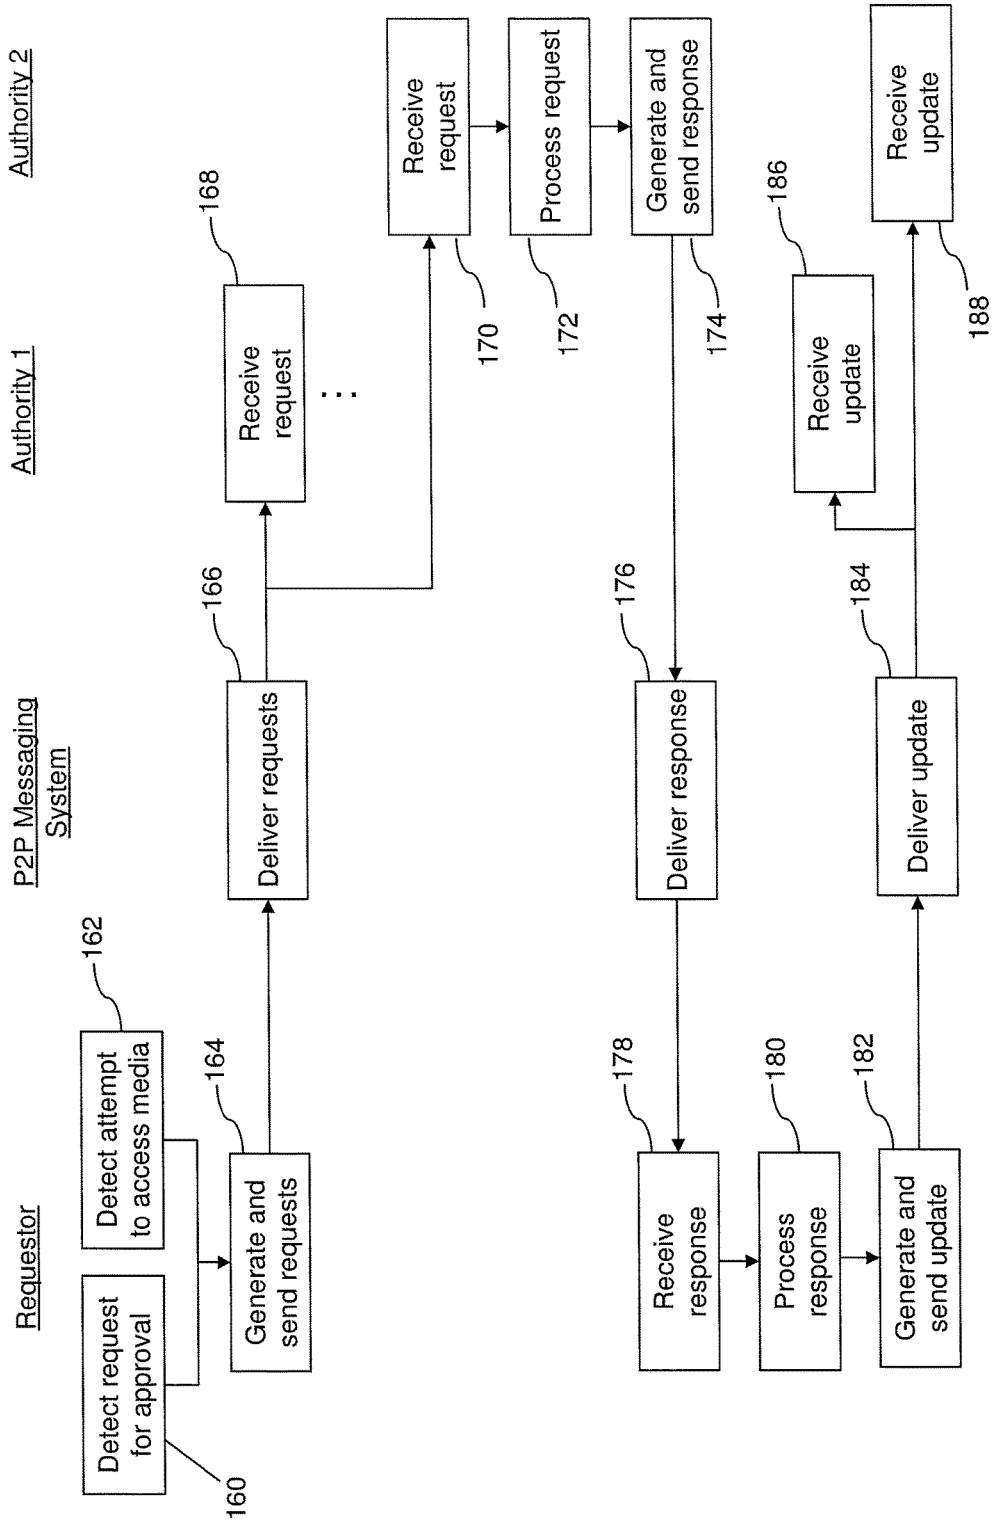 Requestor
P2P Messaging
System
Authority 1
Authority 2
Detect request
for approval
160
Detect attempt
to access media
162
Generate and
send requests
164
Deliver requests
166
Receive
request
168
...
Receive
request
170
Process request
172
Generate and
send response
174
Deliver response
176
Receive
response
178
Process
response
180
Generate and
send update
182
Deliver update
184
Receive
update
186
Receive
update
188